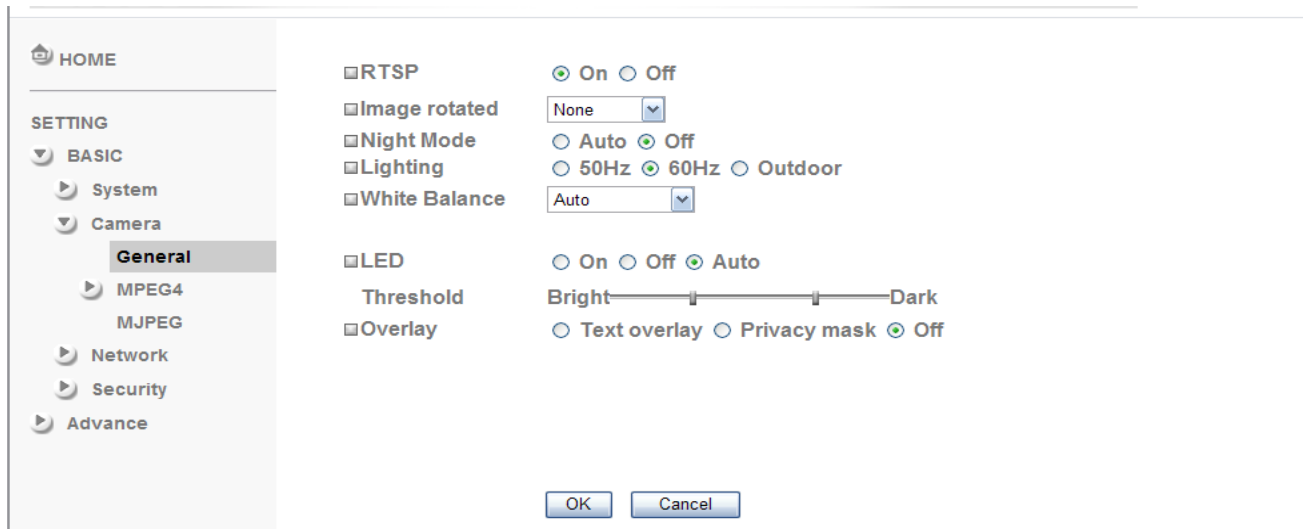 HOME
SETTING
BASIC
System
Camera
General
MPEG4
MJPEG
Network
Security
Advance
RTSP On Off
Image rotated None
Night Mode Auto Off
Lighting 50Hz 60Hz Outdoor
White Balance Auto
LED On Off Auto
Threshold Bright Dark
Overlay Text overlay Privacy mask Off
OK Cancel